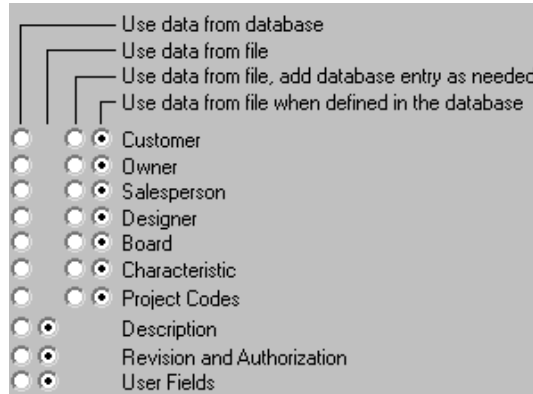 Use data from database
Use data from file
Use data from file, add database entry as needed
Use data from file when defined in the database
Customer
Owner
Salesperson
Designer
Board
Characteristic
Project Codes
Description
Revision and Authorization
User Fields